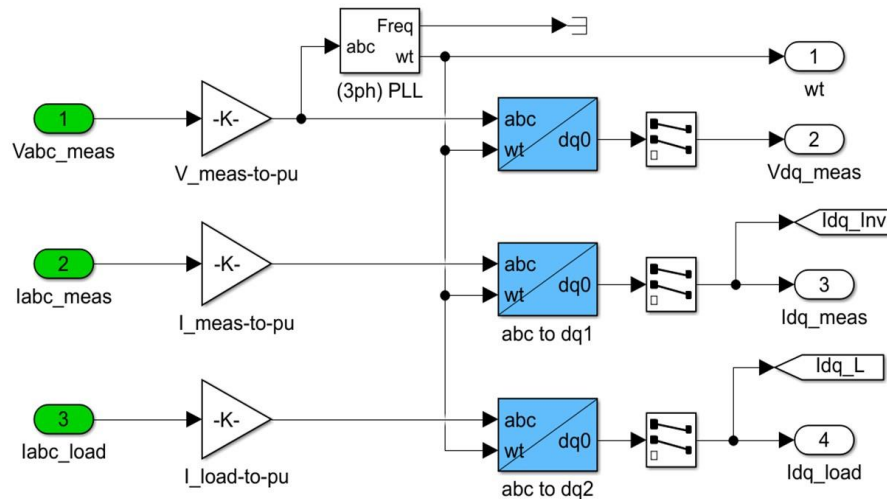 Freq
abc
wt
(3ph) PLL
1
wt
1
Vabc_meas
-K-
V_meas-to-pu
abc
wt
dq0
2
Vdq_meas
Idq_Inv
2
Iabc_meas
-K-
I_meas-to-pu
abc
wt
dq0
abc to dq1
3
Idq_meas
Idq_L
3
Iabc_load
-K-
I_load-to-pu
abc
wt
dq0
abc to dq2
4
Idq_load